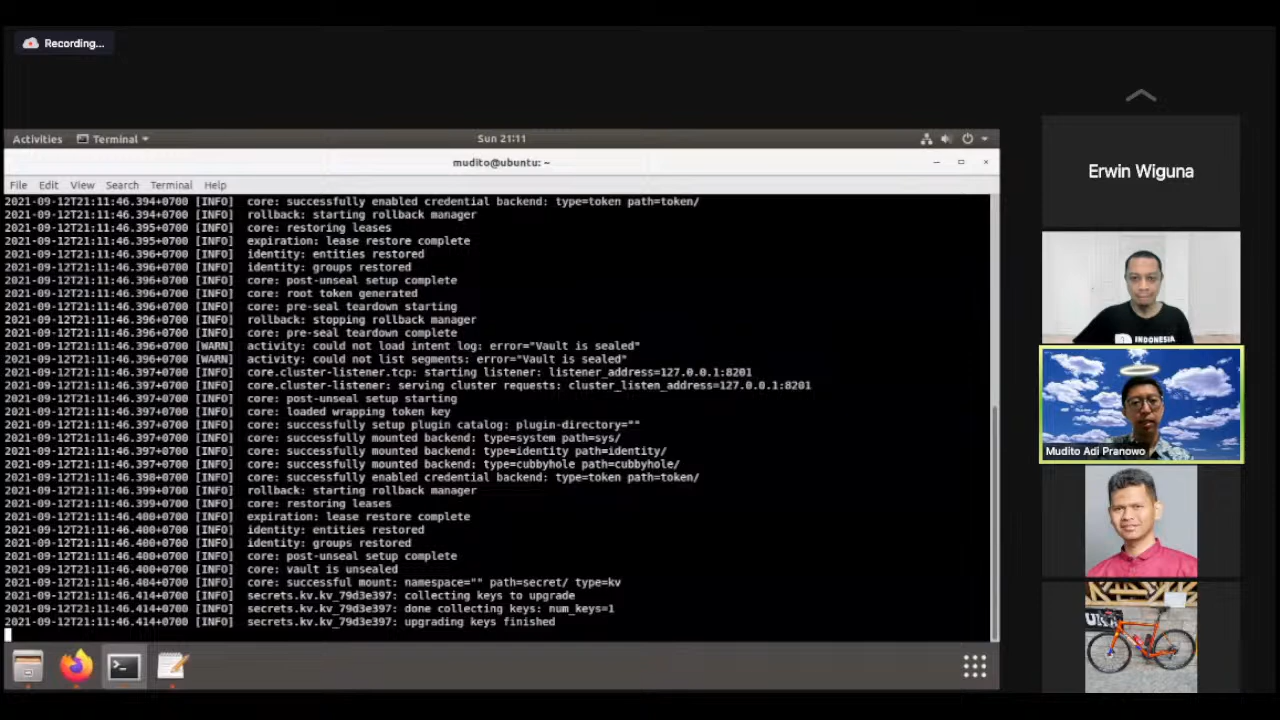 Recording...
Activities
Terminal
Sun 21:11
mudito@ubuntu: ~
File Edit View Search Terminal Help
2021-09-12T21:11:46.394+0700 [INFO] core: successfully enabled credential backend: type=token path=token/
2021-09-12T21:11:46.394+0700 [INFO] rollback: starting rollback manager
2021-09-12T21:11:46.395+0700 [INFO] core: restoring leases
2021-09-12T21:11:46.395+0700 [INFO] expiration: lease restore complete
2021-09-12T21:11:46.396+0700 [INFO] identity: entities restored
2021-09-12T21:11:46.396+0700 [INFO] identity: groups restored
2021-09-12T21:11:46.396+0700 [INFO] core: post-unseal setup complete
2021-09-12T21:11:46.396+0700 [INFO] core: root token generated
2021-09-12T21:11:46.396+0700 [INFO] core: pre-seal teardown starting
2021-09-12T21:11:46.396+0700 [INFO] rollback: stopping rollback manager
2021-09-12T21:11:46.396+0700 [INFO] core: pre-seal teardown complete
2021-09-12T21:11:46.396+0700 [WARN] activity: could not load intent log: error="Vault is sealed"
2021-09-12T21:11:46.396+0700 [WARN] activity: could not list segments: error="Vault is sealed"
2021-09-12T21:11:46.397+0700 [INFO] core.cluster-listener.tcp: starting listener: listener_address=127.0.0.1:8201
2021-09-12T21:11:46.397+0700 [INFO] core.cluster-listener: serving cluster requests: cluster_listen_address=127.0.0.1:8201
2021-09-12T21:11:46.397+0700 [INFO] core: post-unseal setup starting
2021-09-12T21:11:46.397+0700 [INFO] core: loaded wrapping token key
2021-09-12T21:11:46.397+0700 [INFO] core: successfully setup plugin catalog: plugin-directory=""
2021-09-12T21:11:46.397+0700 [INFO] core: successfully mounted backend: type=system path=sys/
2021-09-12T21:11:46.397+0700 [INFO] core: successfully mounted backend: type=identity path=identity/
2021-09-12T21:11:46.397+0700 [INFO] core: successfully mounted backend: type=cubbyhole path=cubbyhole/
2021-09-12T21:11:46.398+0700 [INFO] core: successfully enabled credential backend: type=token path=token/
2021-09-12T21:11:46.399+0700 [INFO] rollback: starting rollback manager
2021-09-12T21:11:46.399+0700 [INFO] core: restoring leases
2021-09-12T21:11:46.400+0700 [INFO] expiration: lease restore complete
2021-09-12T21:11:46.400+0700 [INFO] identity: entities restored
2021-09-12T21:11:46.400+0700 [INFO] identity: groups restored
2021-09-12T21:11:46.400+0700 [INFO] core: post-unseal setup complete
2021-09-12T21:11:46.400+0700 [INFO] core: vault is unsealed
2021-09-12T21:11:46.404+0700 [INFO] core: successful mount: namespace="" path=secret/ type=kv
2021-09-12T21:11:46.414+0700 [INFO] secrets.kv.kv_79d3e397: collecting keys to upgrade
2021-09-12T21:11:46.414+0700 [INFO] secrets.kv.kv_79d3e397: done collecting keys: num_keys=1
2021-09-12T21:11:46.414+0700 [INFO] secrets.kv.kv_79d3e397: upgrading keys finished
Erwin Wiguna
INDONESIA
Mudito Adi Pranowo